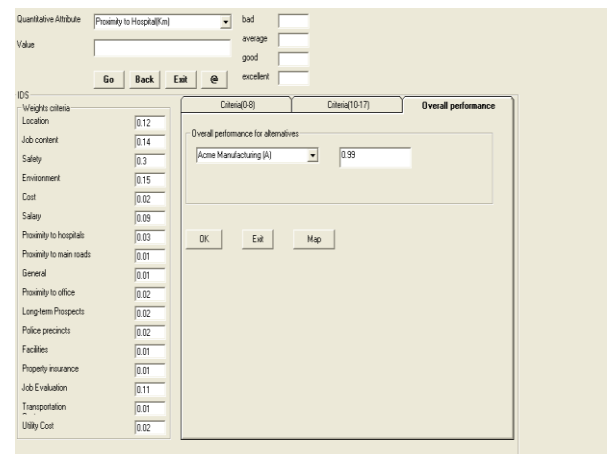 Quantitative Attribute
Proximity to Hospital(Km)
bad
Value
average
good
excellent
Go Back Exit @
IDS
Weights criteria
Location 0.12
Job content 0.14
Safety 0.3
Environment 0.15
Cost 0.02
Salary 0.09
Proximity to hospitals 0.03
Proximity to main roads 0.01
General 0.01
Proximity to office 0.02
Long-term Prospects 0.02
Police precincts 0.02
Facilities 0.01
Property insurance 0.01
Job Evaluation 0.11
Transportation 0.01
Utility Cost 0.02
Criteria(0-8) Criteria(10-17) Overall performance
Overall performance for alternatives
Acme Manufacturing (A) 0.99
OK Exit Map